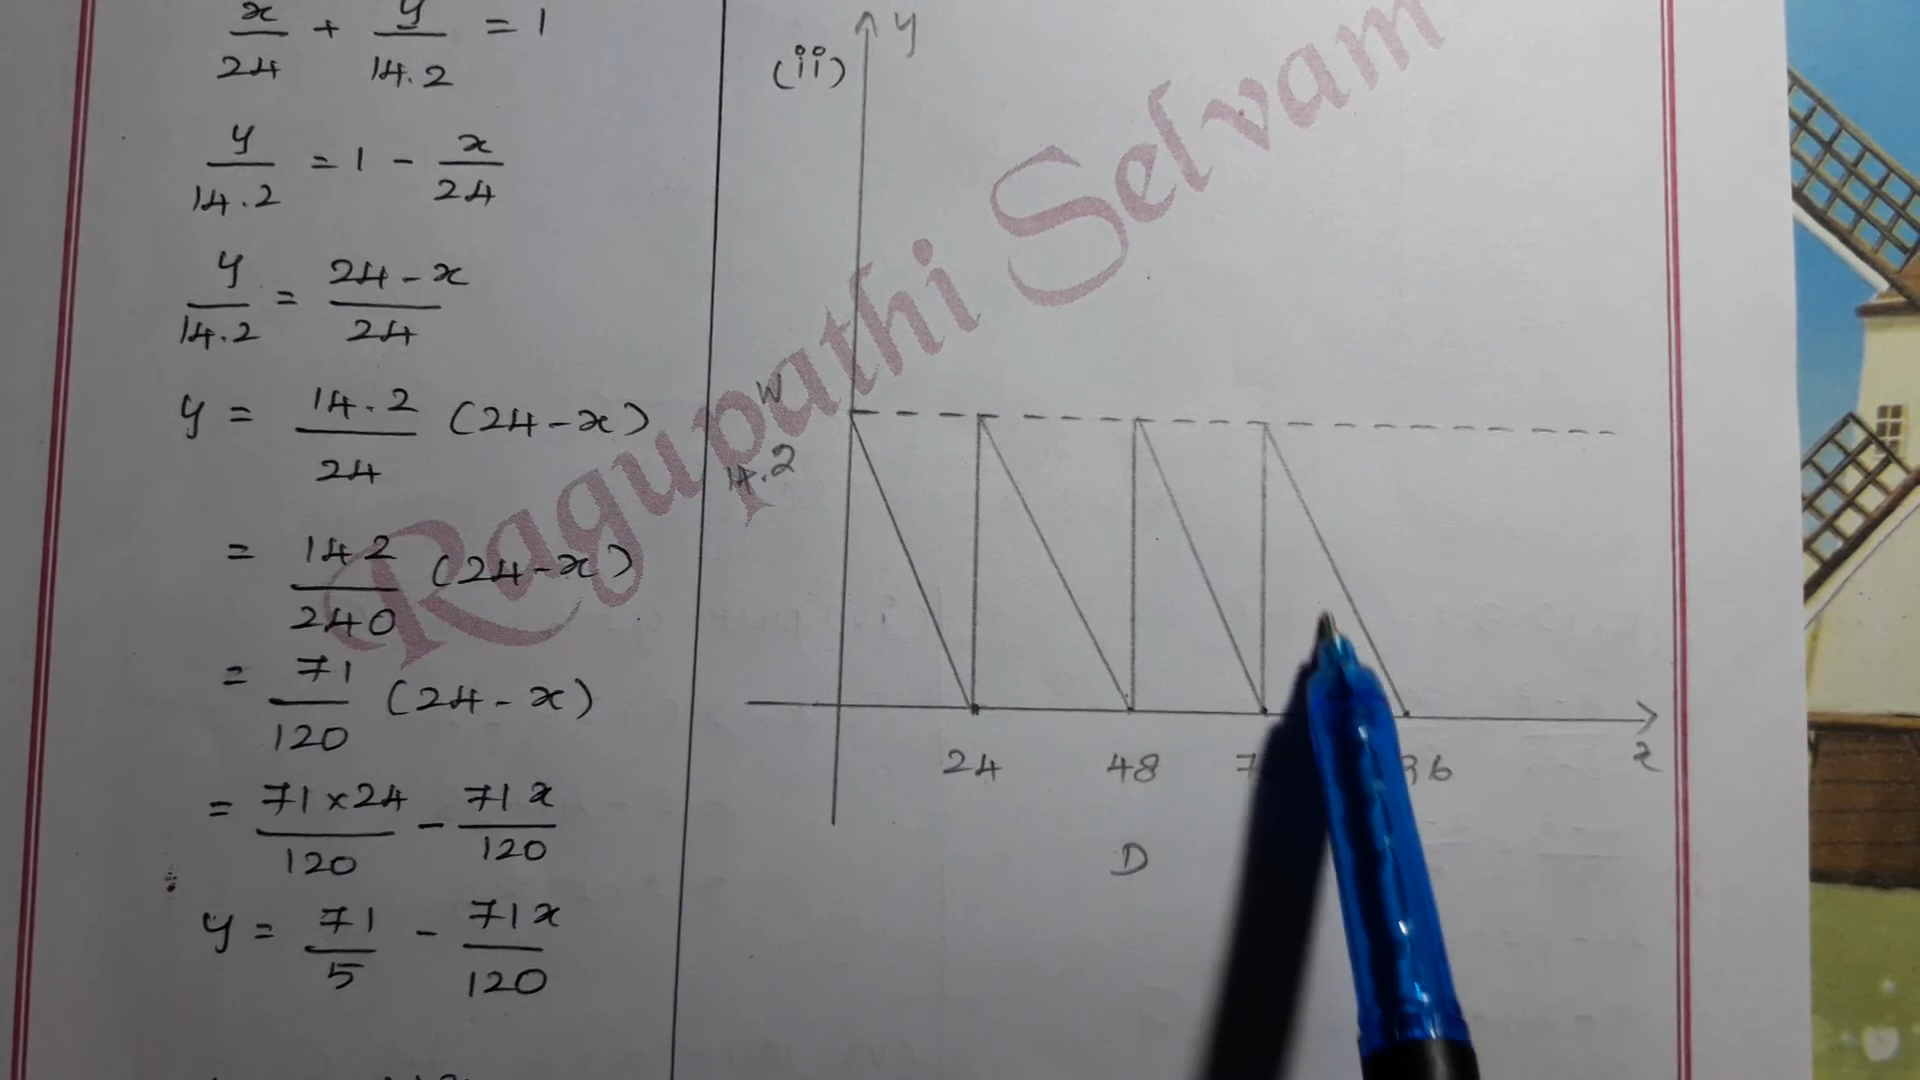 x/24 + y/14.2 = 1
y/14.2 = 1 - x/24
y/14.2 = 24-x/24
y = 14.2/24 (24-x)
= 142/240 (24-x)
= 71/120 (24-x)
= 71×24/120 - 71x/120
y = 71/5 - 71x/120
(ii)
y
W
14.2
24 48
x
D
Ragupathi Selvam